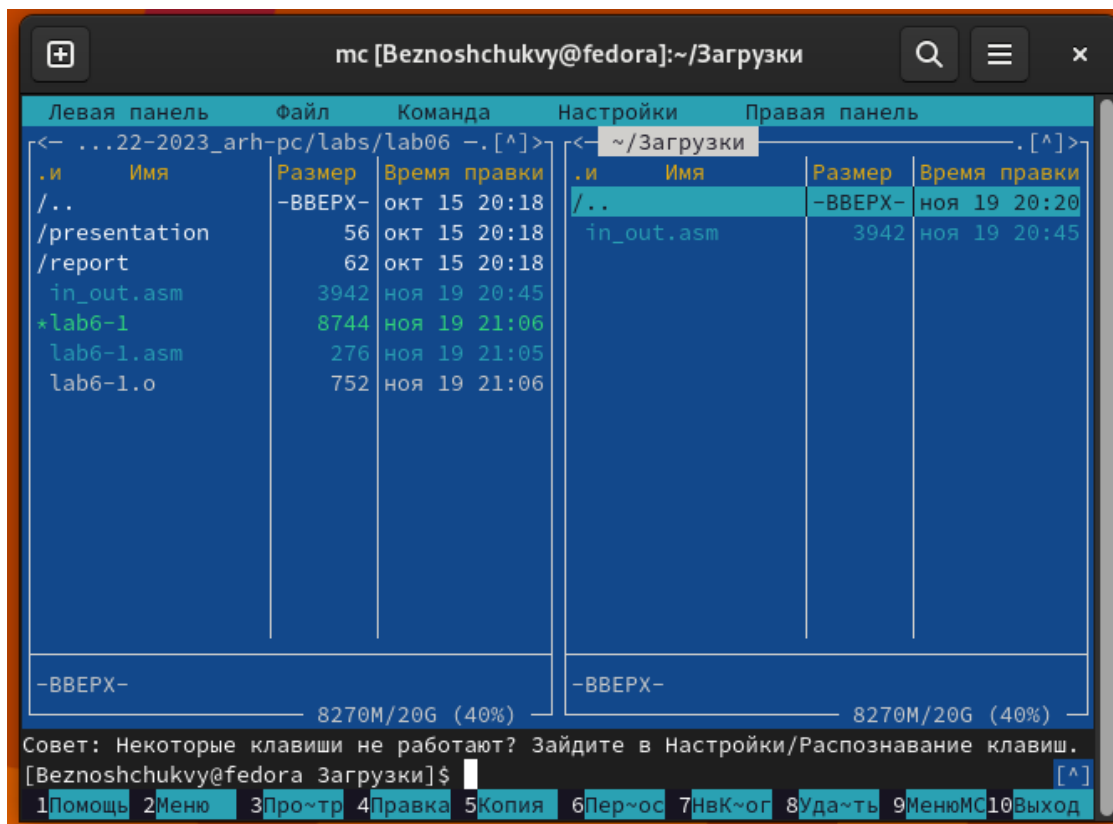 mc [Beznoshchukvy@fedora]:~/Загрузки
Левая панель Файл Команда Настройки Правая панель
<— ...22-2023_arh-pc/labs/lab06 —.[^]> <— ~/Загрузки .[^]>
.и Имя Размер Время правки .и Имя Размер Время правки
/.. -ВВЕРХ- окт 15 20:18 /.. -ВВЕРХ- ноя 19 20:20
/presentation 56 окт 15 20:18 in_out.asm 3942 ноя 19 20:45
/report 62 окт 15 20:18
in_out.asm 3942 ноя 19 20:45
*lab6-1 8744 ноя 19 21:06
lab6-1.asm 276 ноя 19 21:05
lab6-1.o 752 ноя 19 21:06
-ВВЕРХ- -ВВЕРХ-
8270M/20G (40%) 8270M/20G (40%)
Совет: Некоторые клавиши не работают? Зайдите в Настройки/Распознавание клавиш.
[Beznoshchukvy@fedora Загрузки]$ [^]
1Помощь 2Меню 3Про~тр 4Правка 5Копия 6Пер~ос 7НвК~ог 8Уда~ть 9МенюMC 10Выход